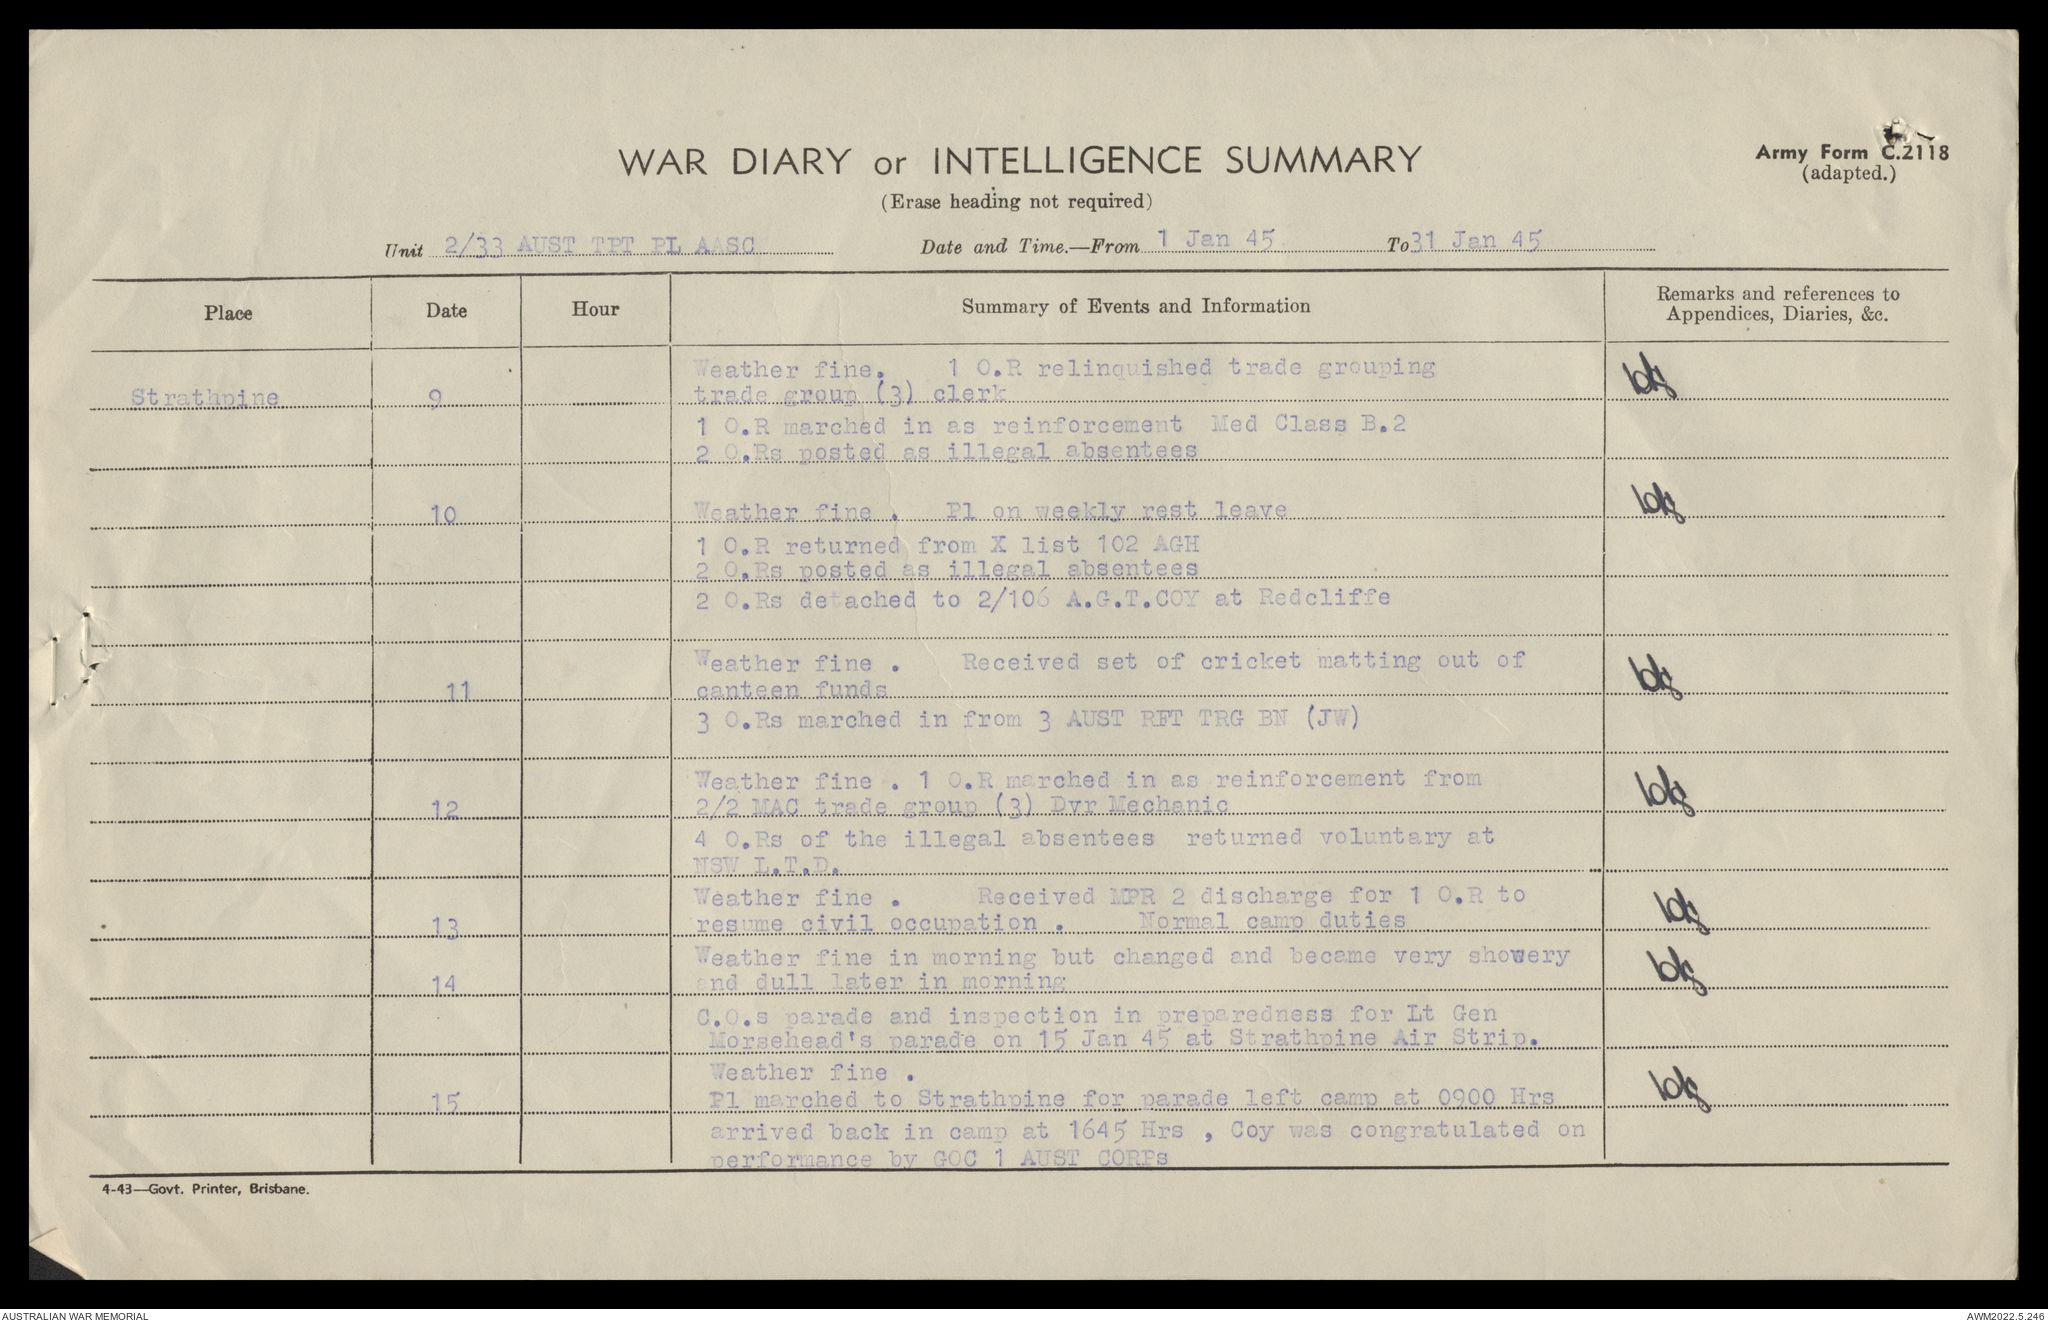 WAR DIARY or INTELLIGENCE SUMMARY
(Erase heading not required)
Army Form C.2118
(adapted.)
Unit 2/33 AUST TPT PL AASC Date and Time.—From 1 Jan 45 To 31 Jan 45
Place Date Hour Summary of Events and Information Remarks and references to
Appendices, Diaries, &c.
Weather fine. 1 O.R relinquished trade grouping
Strathpine 9 trade group (3) clerk
1 O.R marched in as reinforcement Med Class B.2
2 O.Rs posted as illegal absentees
10 Weather fine . Pl on weekly rest leave
1 O.R returned from X list 102 AGH
2 O.Rs posted as illegal absentees
2 O.Rs detached to 2/106 A.G.T.COY at Redcliffe
Weather fine . Received set of cricket matting out of
11 canteen funds
3 O.Rs marched in from 3 AUST RFT TRG BN (JW)
Weather fine . 1 O.R marched in as reinforcement from
12 2/2 MAC trade group (3) Dvr Mechanic
4 O.Rs of the illegal absentees returned voluntary at
NSW L.T.D.
Weather fine . Received MPR 2 discharge for 1 O.R to
13 resume civil occupation . Normal camp duties
Weather fine in morning but changed and became very showery
14 and dull later in morning
C.O.s parade and inspection in preparedness for Lt Gen
Morsehead's parade on 15 Jan 45 at Strathpine Air Strip.
Weather fine .
15 Pl marched to Strathpine for parade left camp at 0900 Hrs
arrived back in camp at 1645 Hrs , Coy was congratulated on
performance by GOC 1 AUST CORPs
4-43—Govt. Printer, Brisbane.
AUSTRALIAN WAR MEMORIAL AWM2022.5.246